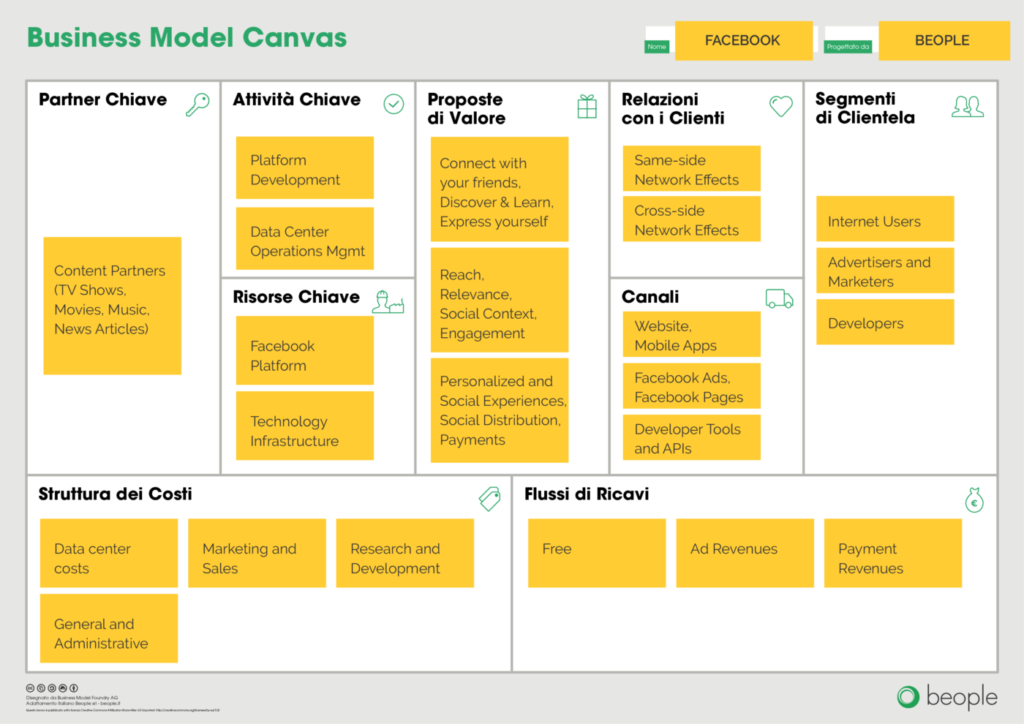 Business Model Canvas
Nome
FACEBOOK
Progettato da
BEOPLE
Partner Chiave
Content Partners
(TV Shows,
Movies, Music,
News Articles)
Attività Chiave
Platform
Development
Data Center
Operations Mgmt
Risorse Chiave
Facebook
Platform
Technology
Infrastructure
Proposte
di Valore
Connect with
your friends,
Discover & Learn,
Express yourself
Reach,
Relevance,
Social Context,
Engagement
Personalized and
Social Experiences,
Social Distribution,
Payments
Relazioni
con i Clienti
Same-side
Network Effects
Cross-side
Network Effects
Canali
Website,
Mobile Apps
Facebook Ads,
Facebook Pages
Developer Tools
and APIs
Segmenti
di Clientela
Internet Users
Advertisers and
Marketers
Developers
Struttura dei Costi
Data center
costs
Marketing and
Sales
Research and
Development
General and
Administrative
Flussi di Ricavi
€
Free
Ad Revenues
Payment
Revenues
Disegnato da Business Model Foundry AG
Adattamento italiano Beople srl - beople.it
beople